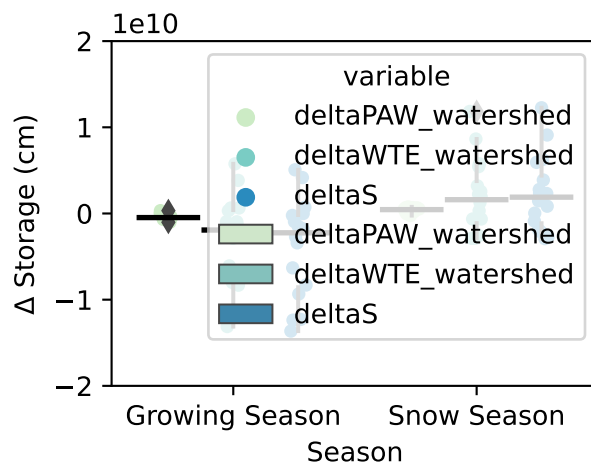 1e10
2
1
0
−1
−2
Δ Storage (cm)
variable
deltaPAW_watershed
deltaWTE_watershed
deltaS
deltaPAW_watershed
deltaWTE_watershed
deltaS
Growing Season
Snow Season
Season